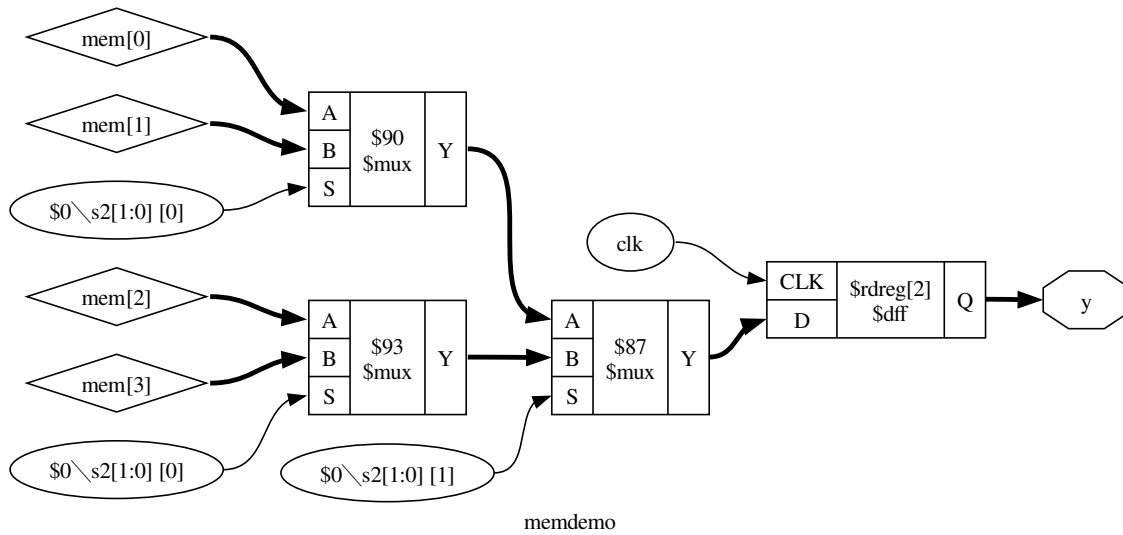 mem[0]
mem[1]
$0\s2[1:0] [0]
A
B
S
$90
$mux
Y
mem[2]
mem[3]
$0\s2[1:0] [0]
A
B
S
$93
$mux
Y
$0\s2[1:0] [1]
A
B
S
$87
$mux
Y
clk
CLK
D
$rdreg[2]
$dff
Q
y
memdemo